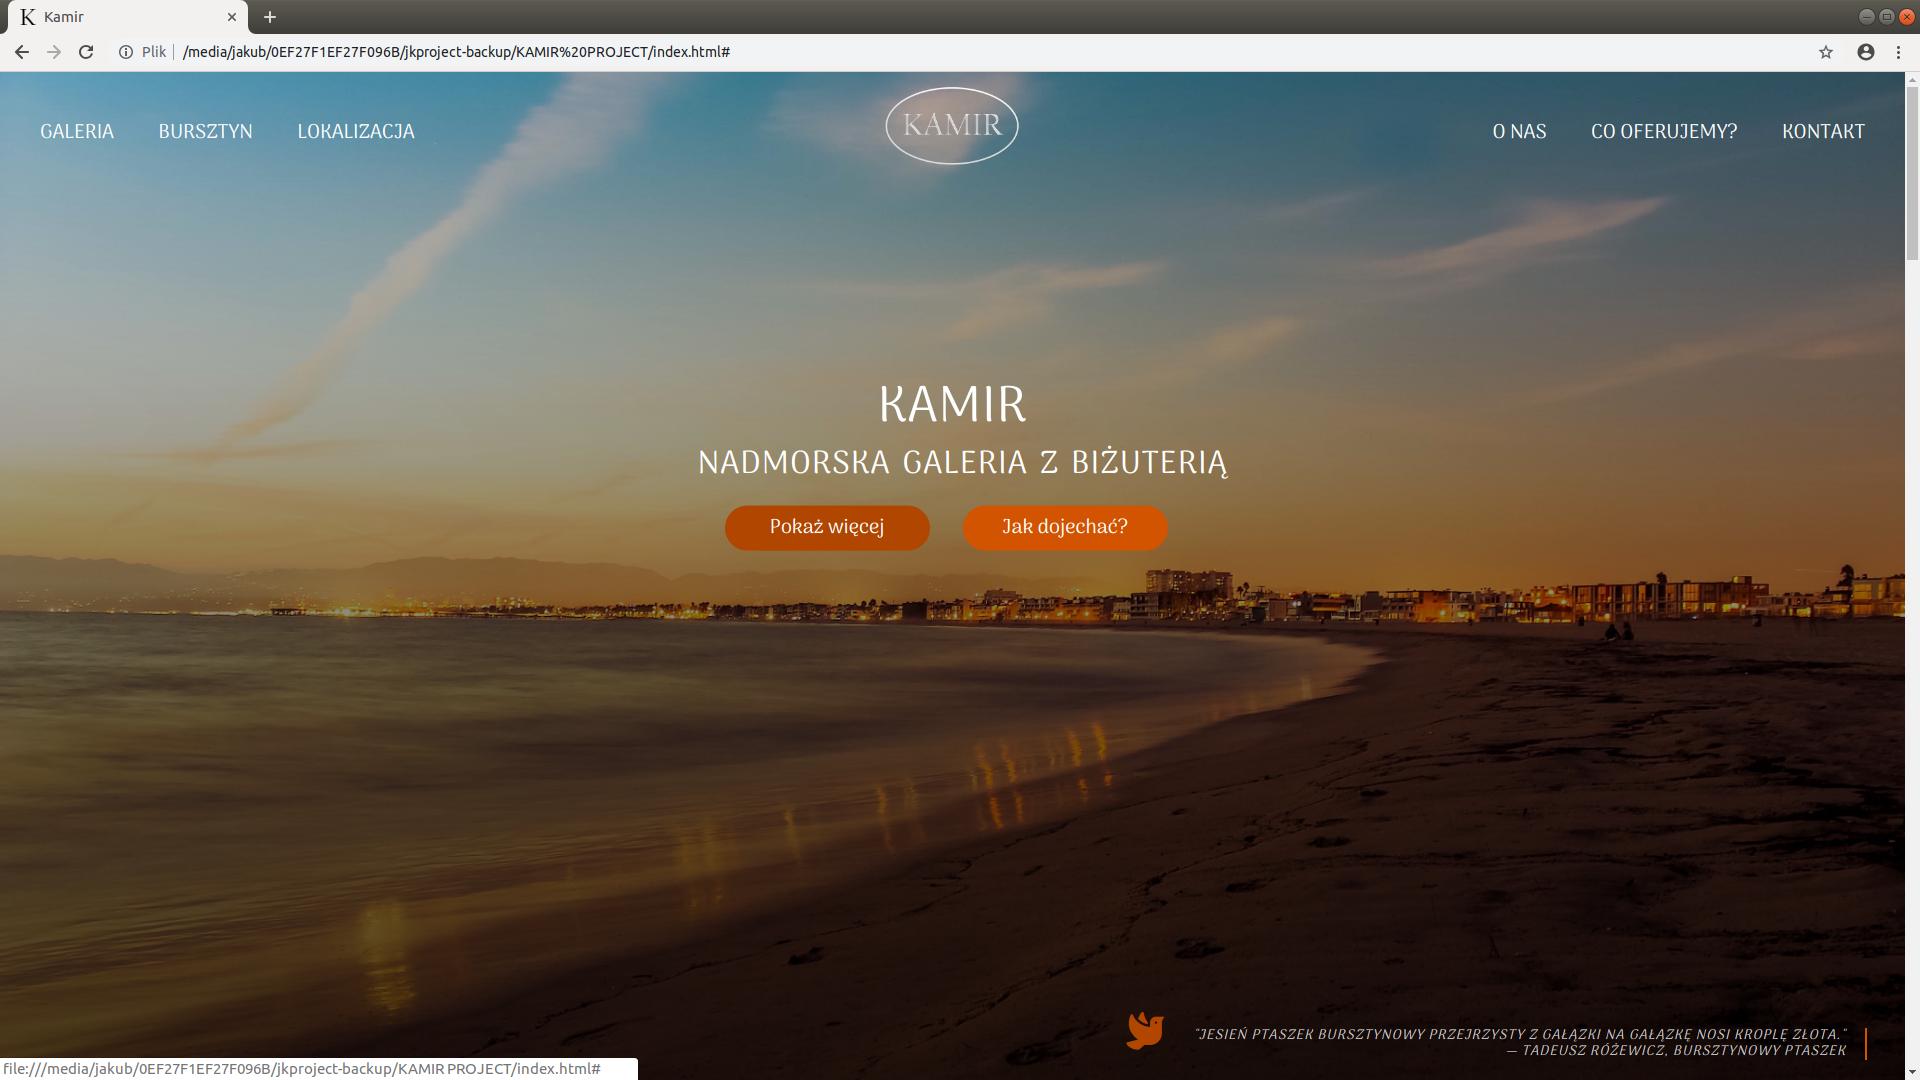 Kamir
Plik /media/jakub/0EF27F1EF27F096B/jkproject-backup/KAMIR%20PROJECT/index.html#
GALERIA BURSZTYN LOKALIZACJA KAMIR O NAS CO OFERUJEMY? KONTAKT
KAMIR
NADMORSKA GALERIA Z BIŻUTERIĄ
Pokaż więcej Jak dojechać?
"JESIEŃ PTASZEK BURSZTYNOWY PRZEJRZYSTY Z GAŁĄZKI NA GAŁĄZKĘ NOSI KROPLĘ ZŁOTA."
— TADEUSZ RÓŻEWICZ, BURSZTYNOWY PTASZEK
file:///media/jakub/0EF27F1EF27F096B/jkproject-backup/KAMIR PROJECT/index.html#